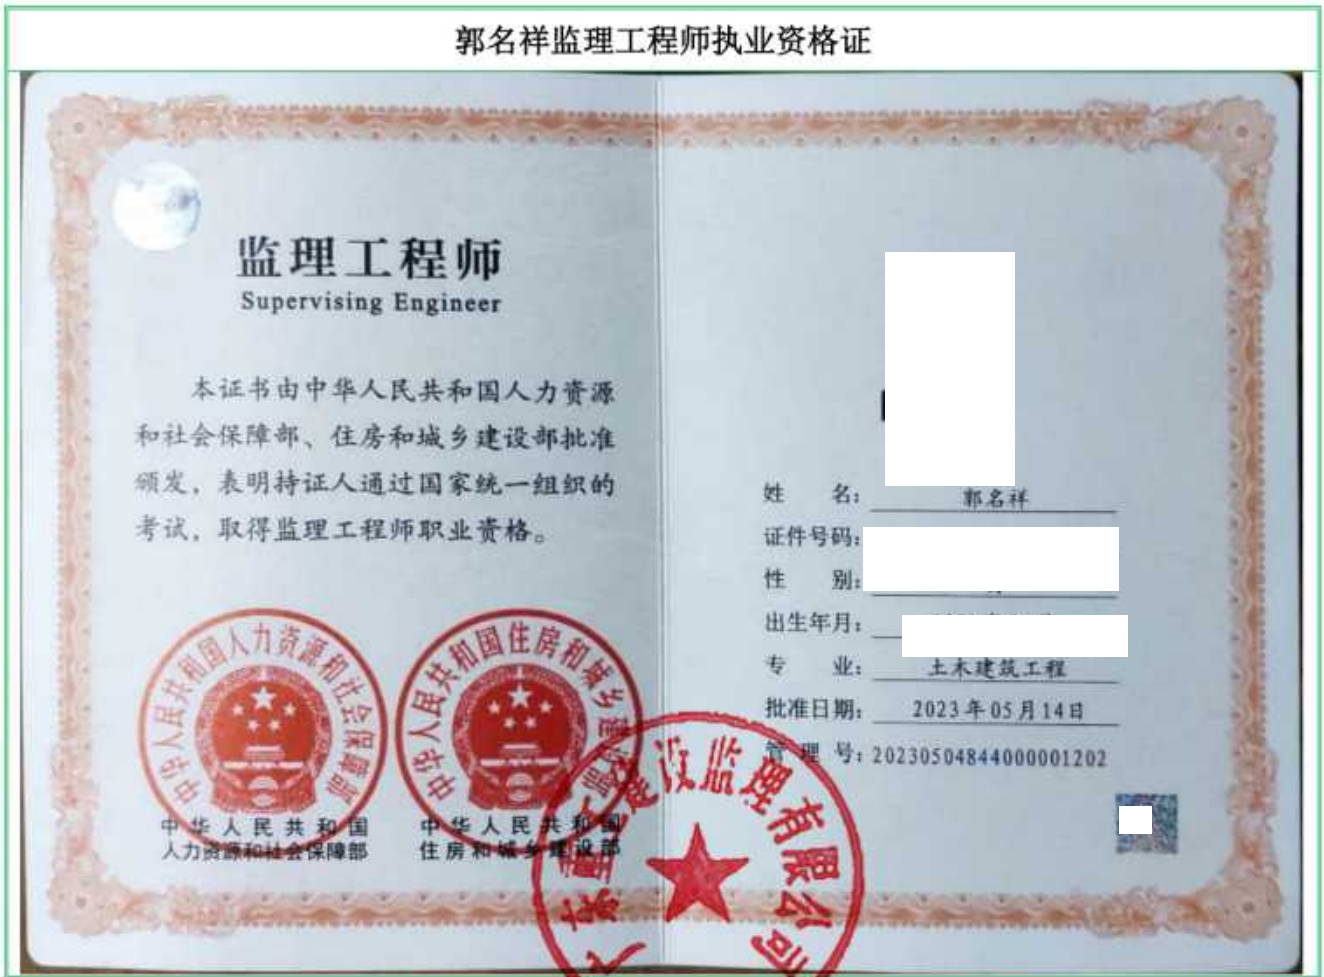 郭名祥监理工程师执业资格证
监理工程师
Supervising Engineer
本证书由中华人民共和国人力资源
和社会保障部、住房和城乡建设部批准
颁发，表明持证人通过国家统一组织的
考试，取得监理工程师职业资格。
中华人民共和国人力资源和社会保障部
中华人民共和国住房和城乡建设部
中华人民共和国
人力资源和社会保障部
中华人民共和国
住房和城乡建设部
姓 名：郭名祥
证件号码：
性 别：
出生年月：
专 业：土木建筑工程
批准日期：2023年05月14日
管 理 号：20230504844000001202
广东重工建设监理有限公司